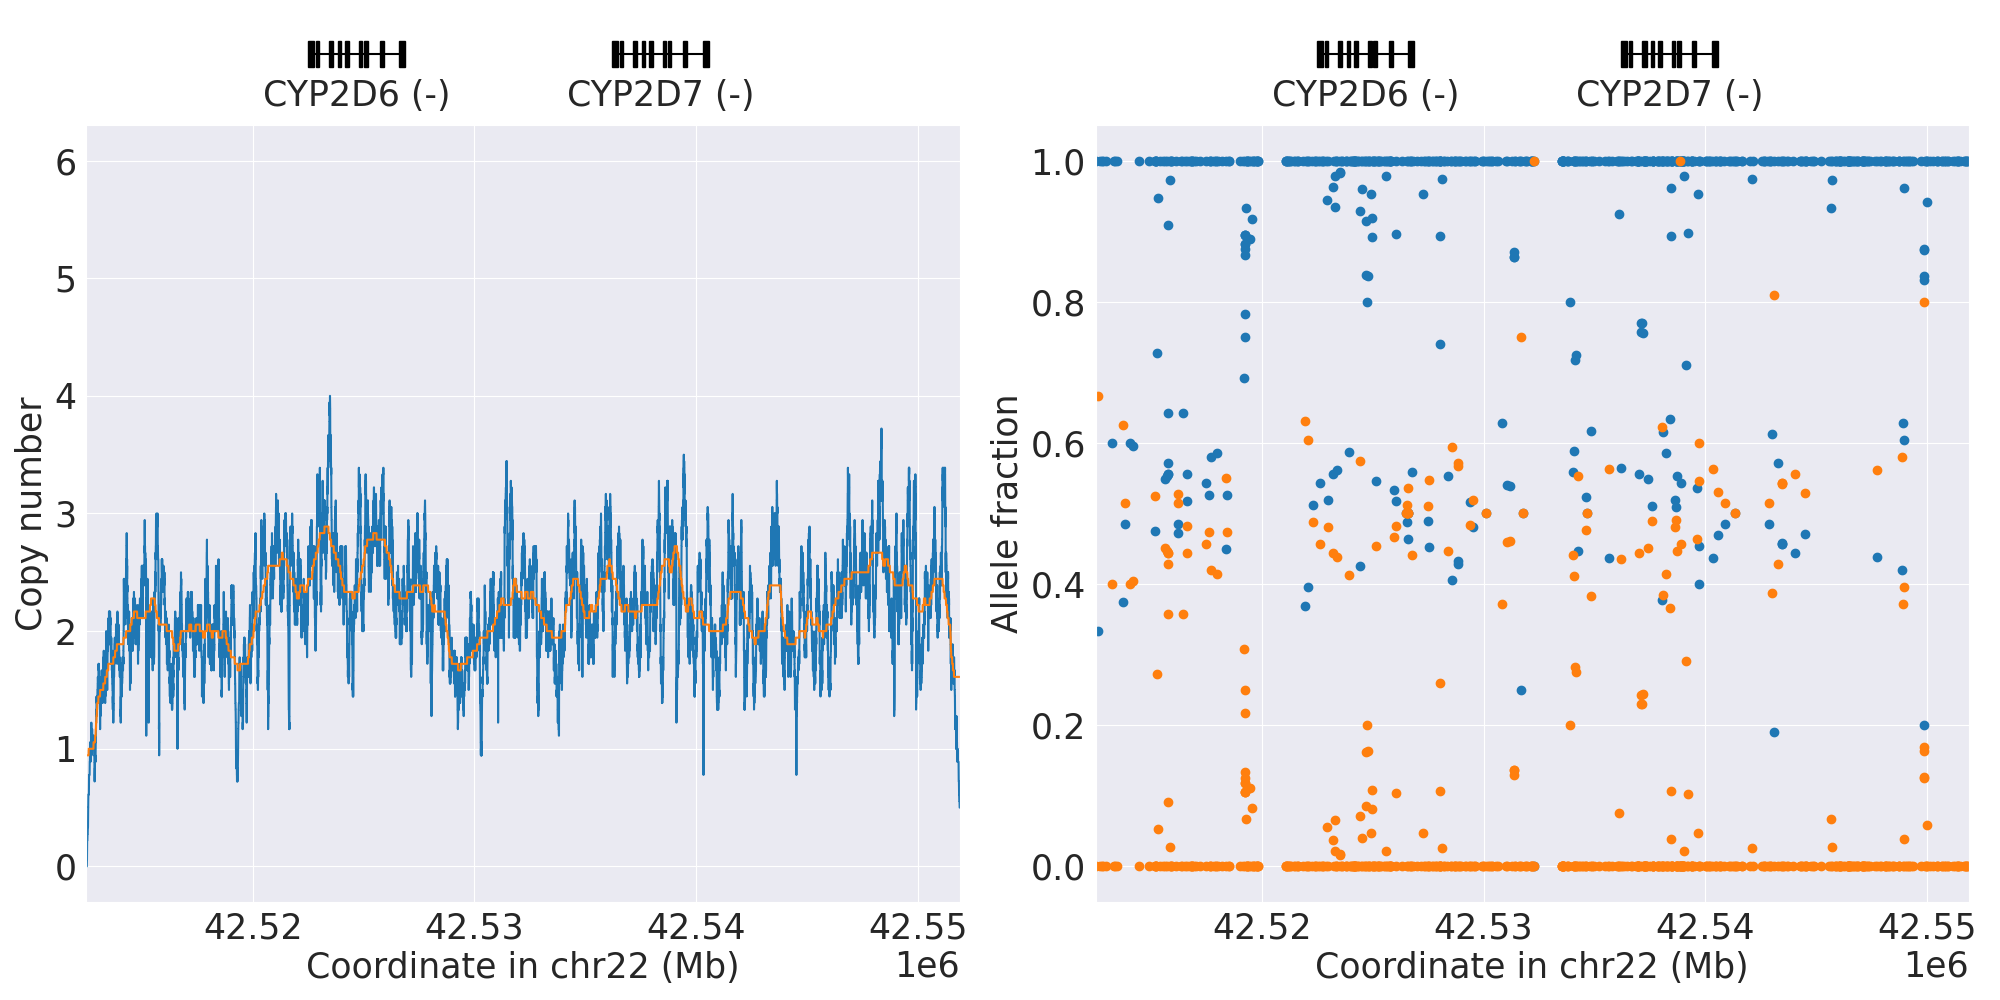 CYP2D6 (-) CYP2D7 (-)
Copy number
6
5
4
3
2
1
0
42.52 42.53 42.54 42.55
Coordinate in chr22 (Mb) 1e6
CYP2D6 (-) CYP2D7 (-)
Allele fraction
1.0
0.8
0.6
0.4
0.2
0.0
42.52 42.53 42.54 42.55
Coordinate in chr22 (Mb) 1e6